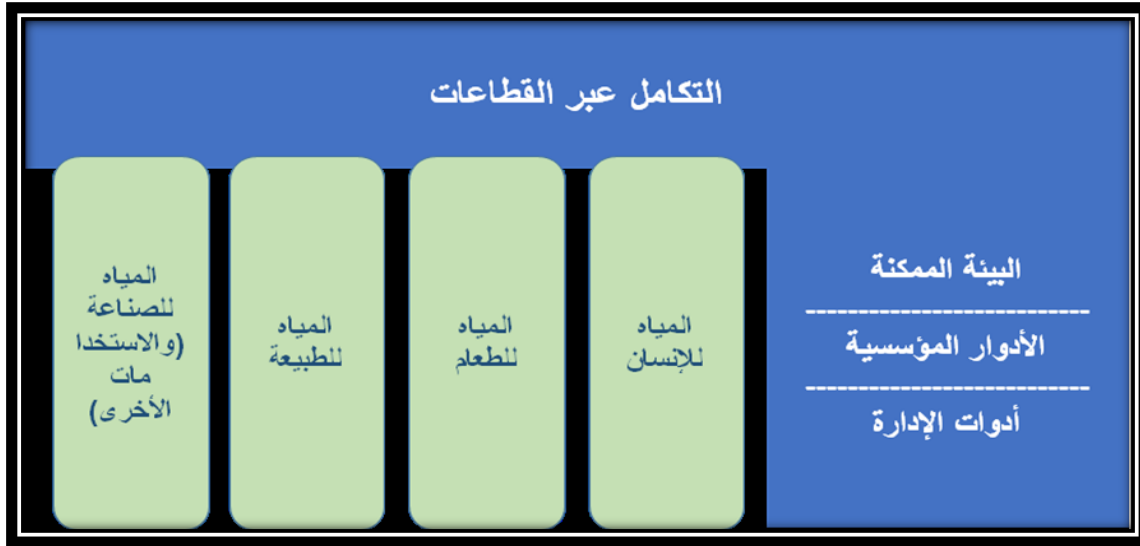 التكامل عبر القطاعات
البيئة الممكنة
---------------------------
الأدوار المؤسسية
---------------------------
أدوات الإدارة
المياه
للإنسان
المياه
للطعام
المياه
للطبيعة
المياه
للصناعة
(والاستخدا
مات
الأخرى)